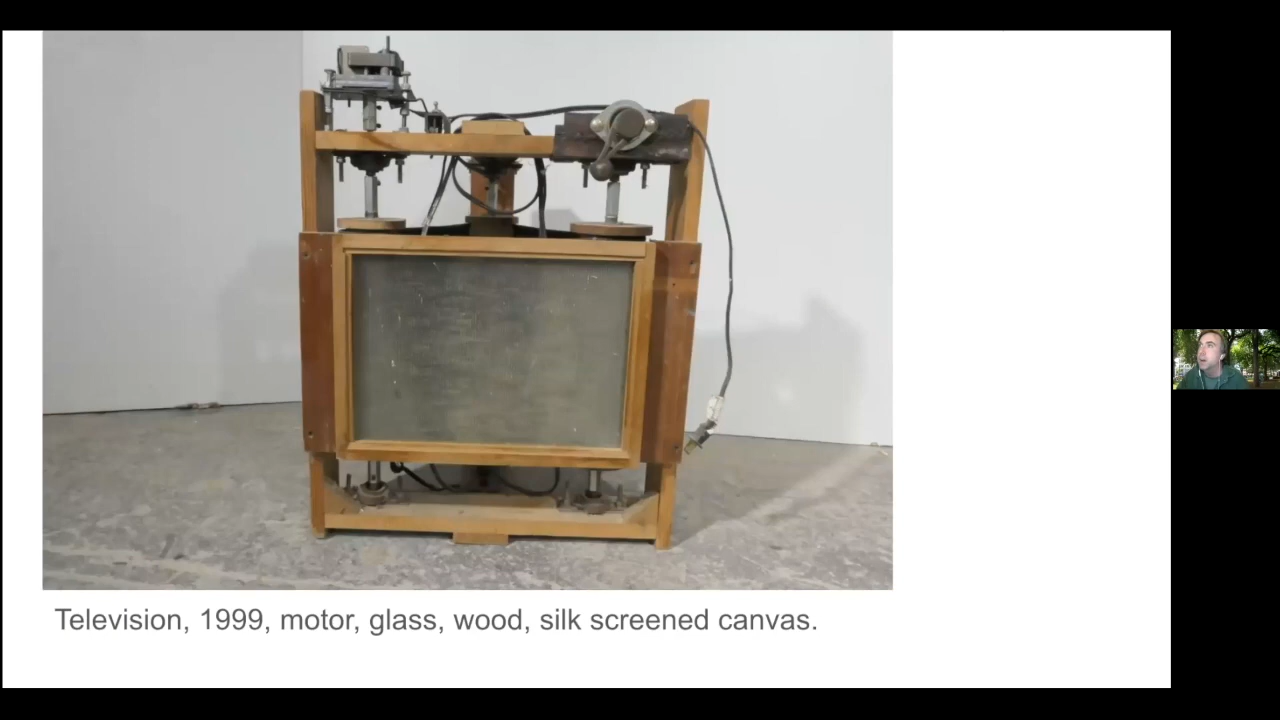 Television, 1999, motor, glass, wood, silk screened canvas.